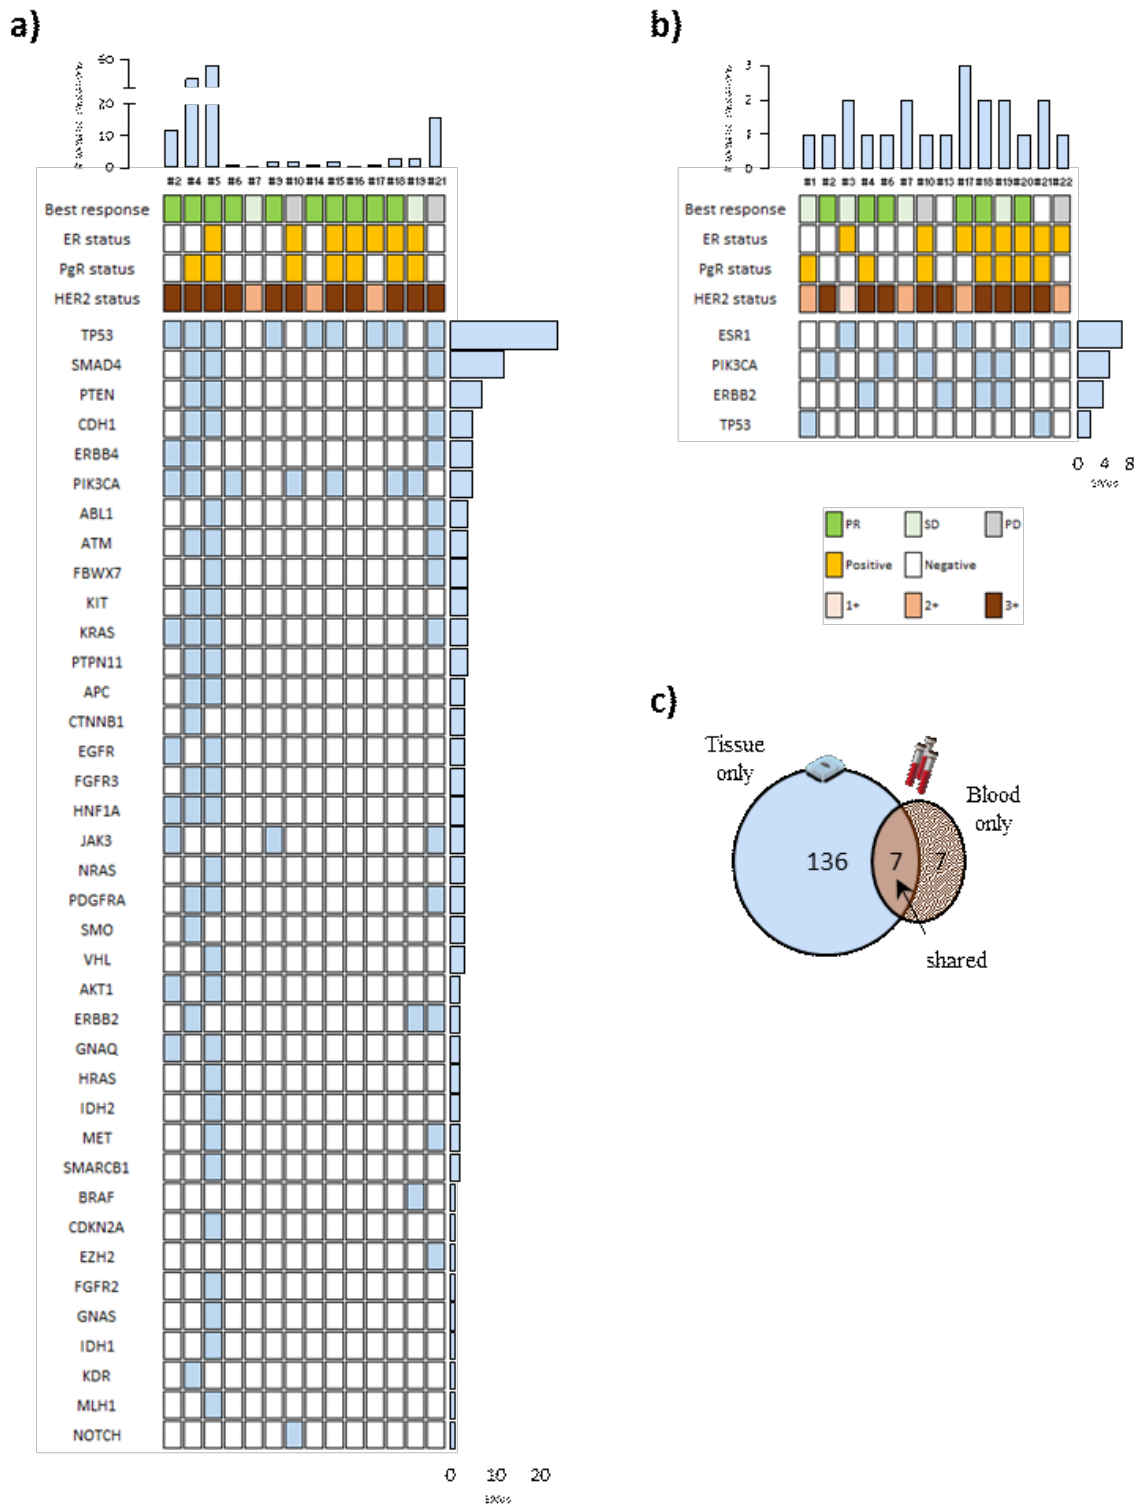 a)
20
10
0
#2 #4 #5 #6 #7 #9 #10 #14 #15 #16 #17 #18 #19 #21
Best response
ER status
PgR status
HER2 status
TP53
SMAD4
PTEN
CDH1
ERBB4
PIK3CA
ABL1
ATM
FBWX7
KIT
KRAS
PTPN11
APC
CTNNB1
EGFR
FGFR3
HNF1A
JAK3
NRAS
PDGFRA
SMO
VHL
AKT1
ERBB2
GNAQ
HRAS
IDH2
MET
SMARCB1
BRAF
CDKN2A
EZH2
FGFR2
GNAS
IDH1
KDR
MLH1
NOTCH
0 10 20
b)
3
2
1
0
#1 #2 #3 #4 #6 #7 #10 #13 #17 #18 #19 #20 #21 #22
Best response
ER status
PgR status
HER2 status
ESR1
PIK3CA
ERBB2
TP53
0 4 8
PR SD PD
Positive Negative
1+ 2+ 3+
c)
Tissue
only
Blood
only
136 7 7
shared